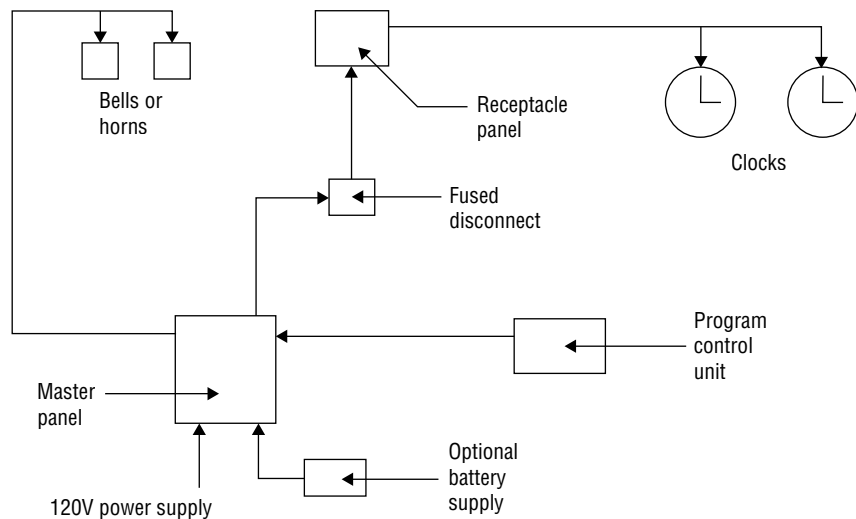 Bells or
horns
Receptacle
panel
Clocks
Fused
disconnect
Program
control
unit
Master
panel
Optional
battery
supply
120V power supply